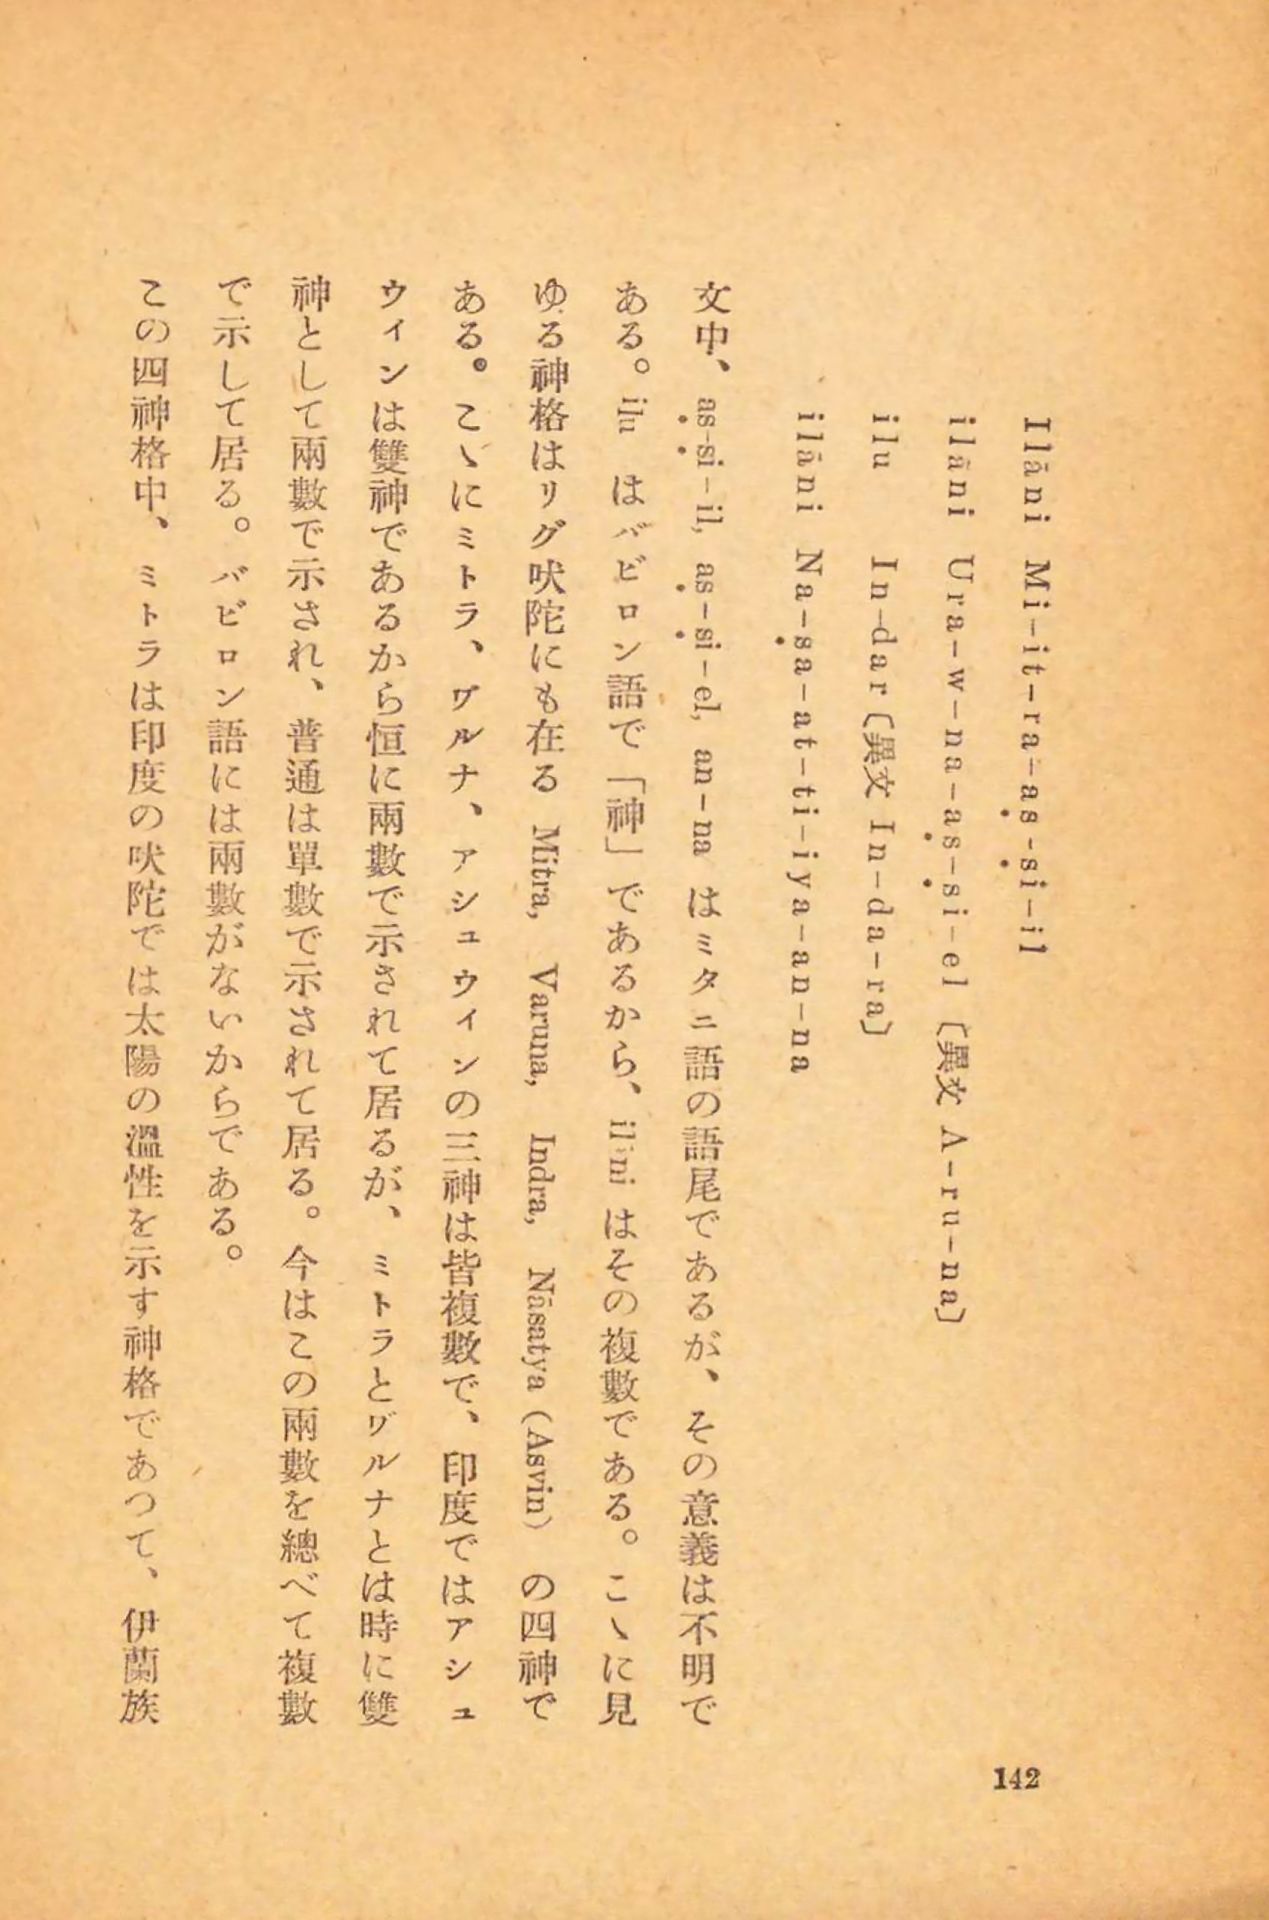 Ilāni Mi-it-ra-aṣ-ṣi-il
ilāni Ura-w-na-aṣ-ṣi-el〔異文 A-ru-na〕
ilu In-dar〔異文 In-da-ra〕
ilāni Na-ṣa-at-ti-iya-an-na
文中、aṣ-ṣi-il, aṣ-ṣi-el, an-na はミタニ語の語尾であるが、その意義は不明で
ある。ilu はバビロン語で「神」であるから、ilāni はその複數である。こゝに見
ゆる神格はリグ吠陀にも在る Mitra, Varuna, Indra, Nāsatya (Asvin) の四神で
ある。こゝにミトラ、ワ゛ルナ、アシュウィンの三神は皆複數で、印度ではアシュ
ウィンは雙神であるから恒に兩數で示されて居るが、ミトラとワ゛ルナとは時に雙
神として兩數で示され、普通は單數で示されて居る。今はこの兩數を總べて複數
で示して居る。バビロン語には兩數がないからである。
この四神格中、ミトラは印度の吠陀では太陽の溫性を示す神格であつて、伊蘭族
142